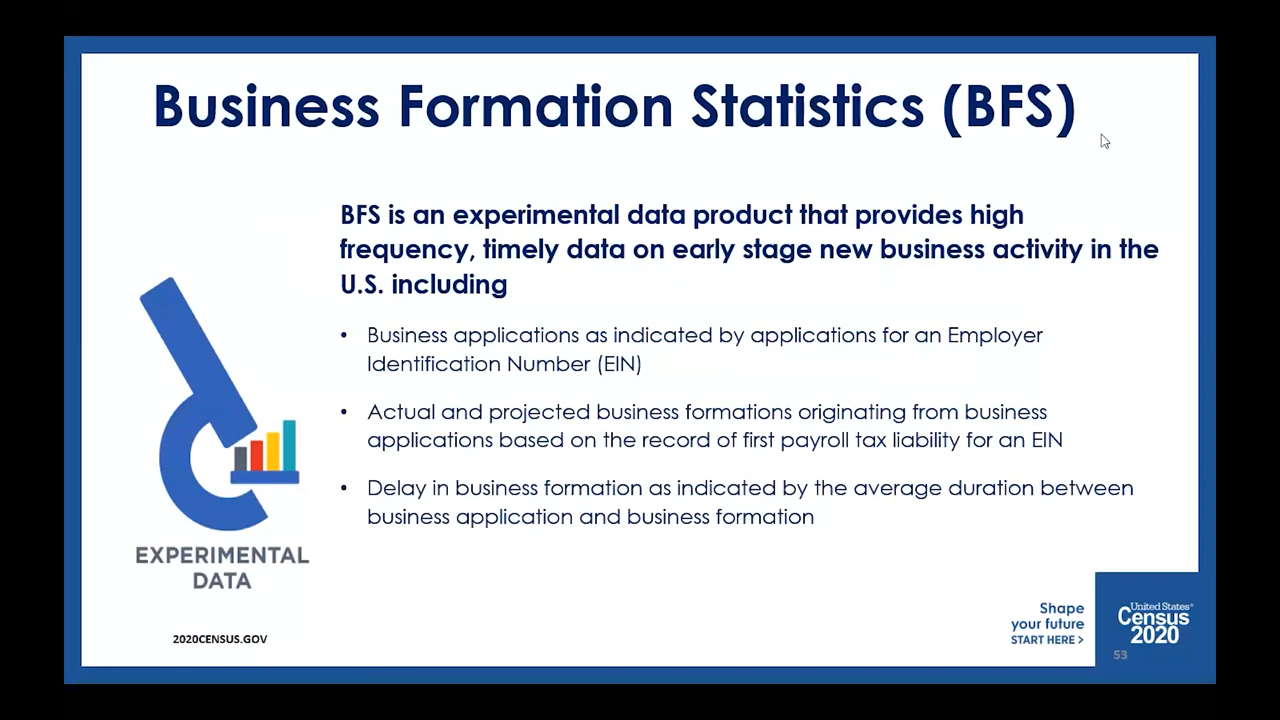 Business Formation Statistics (BFS)
BFS is an experimental data product that provides high
frequency, timely data on early stage new business activity in the
U.S. including
• Business applications as indicated by applications for an Employer
Identification Number (EIN)
• Actual and projected business formations originating from business
applications based on the record of first payroll tax liability for an EIN
• Delay in business formation as indicated by the average duration between
business application and business formation
EXPERIMENTAL
DATA
2020CENSUS.GOV
Shape
your future
START HERE >
United States®
Census
2020
53